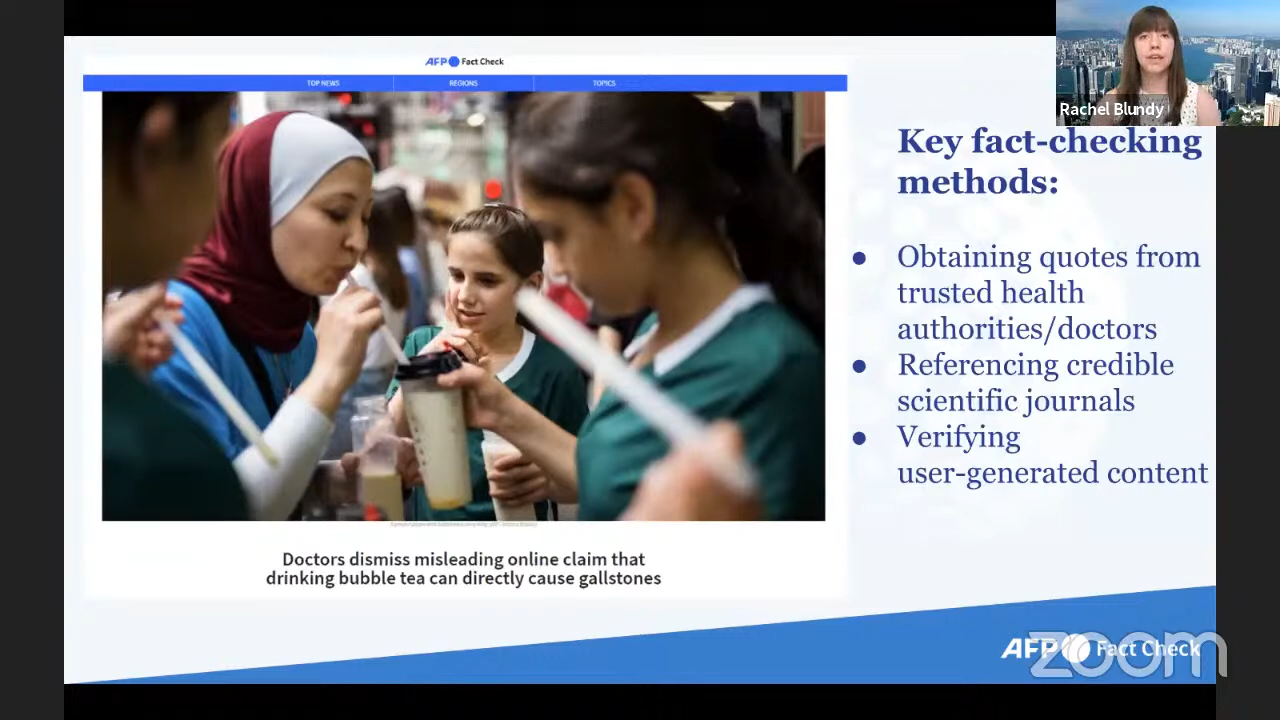 AFP Fact Check
TOP NEWS
REGIONS
TOPICS
Rachel Blundy
Key fact-checking
methods:
● Obtaining quotes from
trusted health
authorities/doctors
● Referencing credible
scientific journals
● Verifying
user-generated content
Doctors dismiss misleading online claim that
drinking bubble tea can directly cause gallstones
AFP Fact Check
zoom